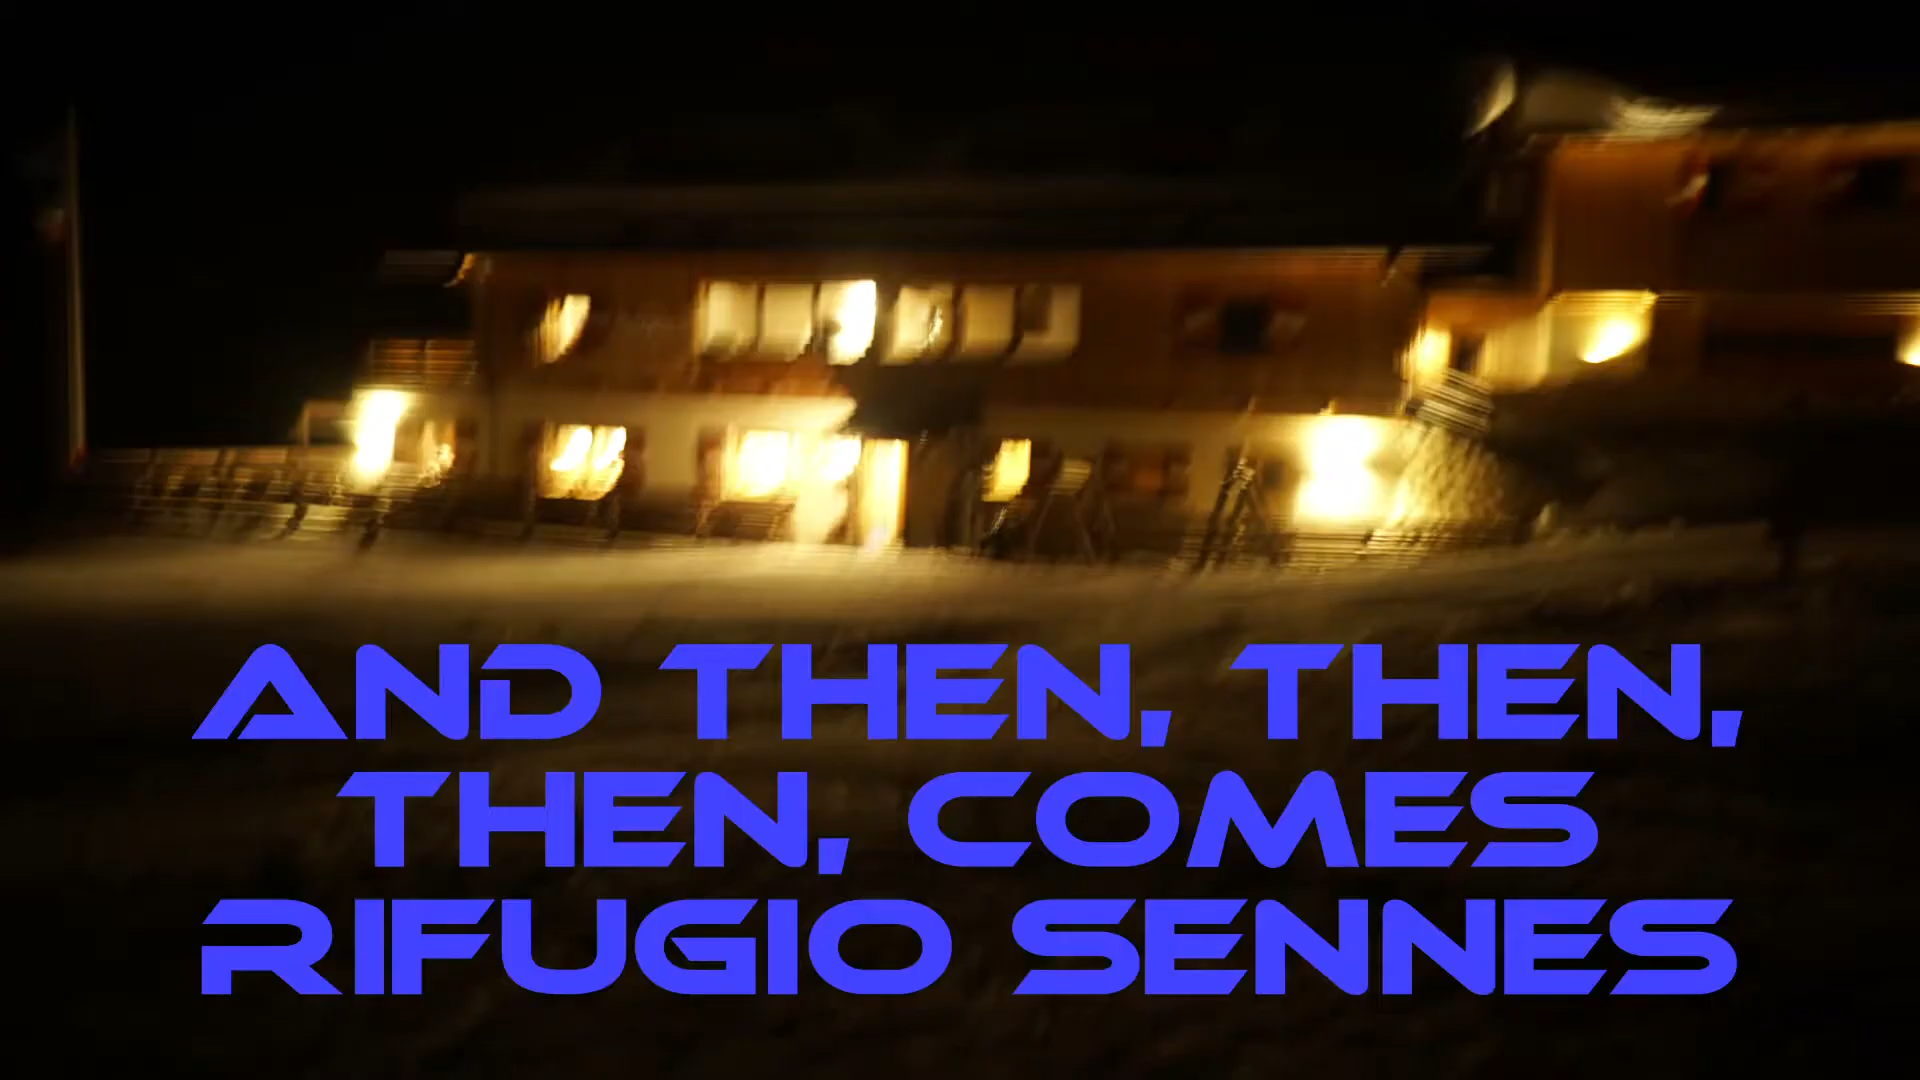 AND THEN, THEN,
THEN, COMES
RIFUGIO SENNES